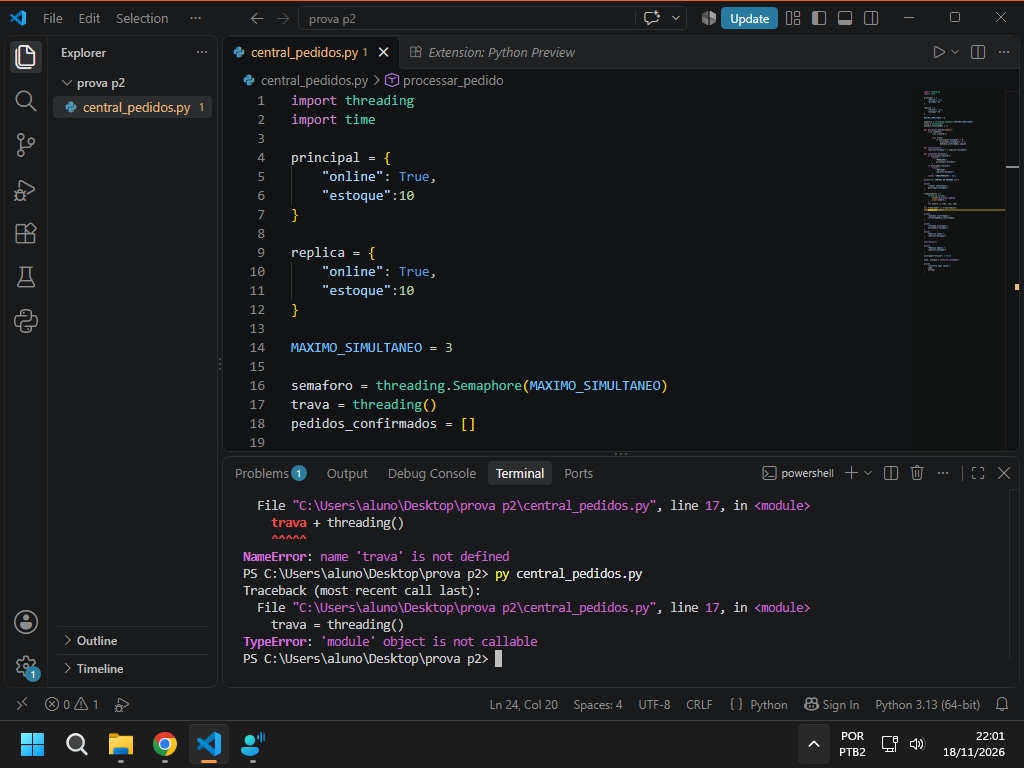 File Edit Selection ··· prova p2 Update
Explorer ···
central_pedidos.py 1 Extension: Python Preview
prova p2
central_pedidos.py 1
central_pedidos.py > processar_pedido
1 import threading
2 import time
3
4 principal = {
5 "online": True,
6 "estoque":10
7 }
8
9 replica = {
10 "online": True,
11 "estoque":10
12 }
13
14 MAXIMO_SIMULTANEO = 3
15
16 semaforo = threading.Semaphore(MAXIMO_SIMULTANEO)
17 trava = threading()
18 pedidos_confirmados = []
19
Problems 1 Output Debug Console Terminal Ports powershell
File "C:\Users\aluno\Desktop\prova p2\central_pedidos.py", line 17, in <module>
trava + threading()
^^^^^
NameError: name 'trava' is not defined
PS C:\Users\aluno\Desktop\prova p2> py central_pedidos.py
Traceback (most recent call last):
File "C:\Users\aluno\Desktop\prova p2\central_pedidos.py", line 17, in <module>
trava = threading()
TypeError: 'module' object is not callable
PS C:\Users\aluno\Desktop\prova p2>
Outline
Timeline
1
0 1 Ln 24, Col 20 Spaces: 4 UTF-8 CRLF { } Python Sign In Python 3.13 (64-bit)
POR
PTB2
22:01
18/11/2026